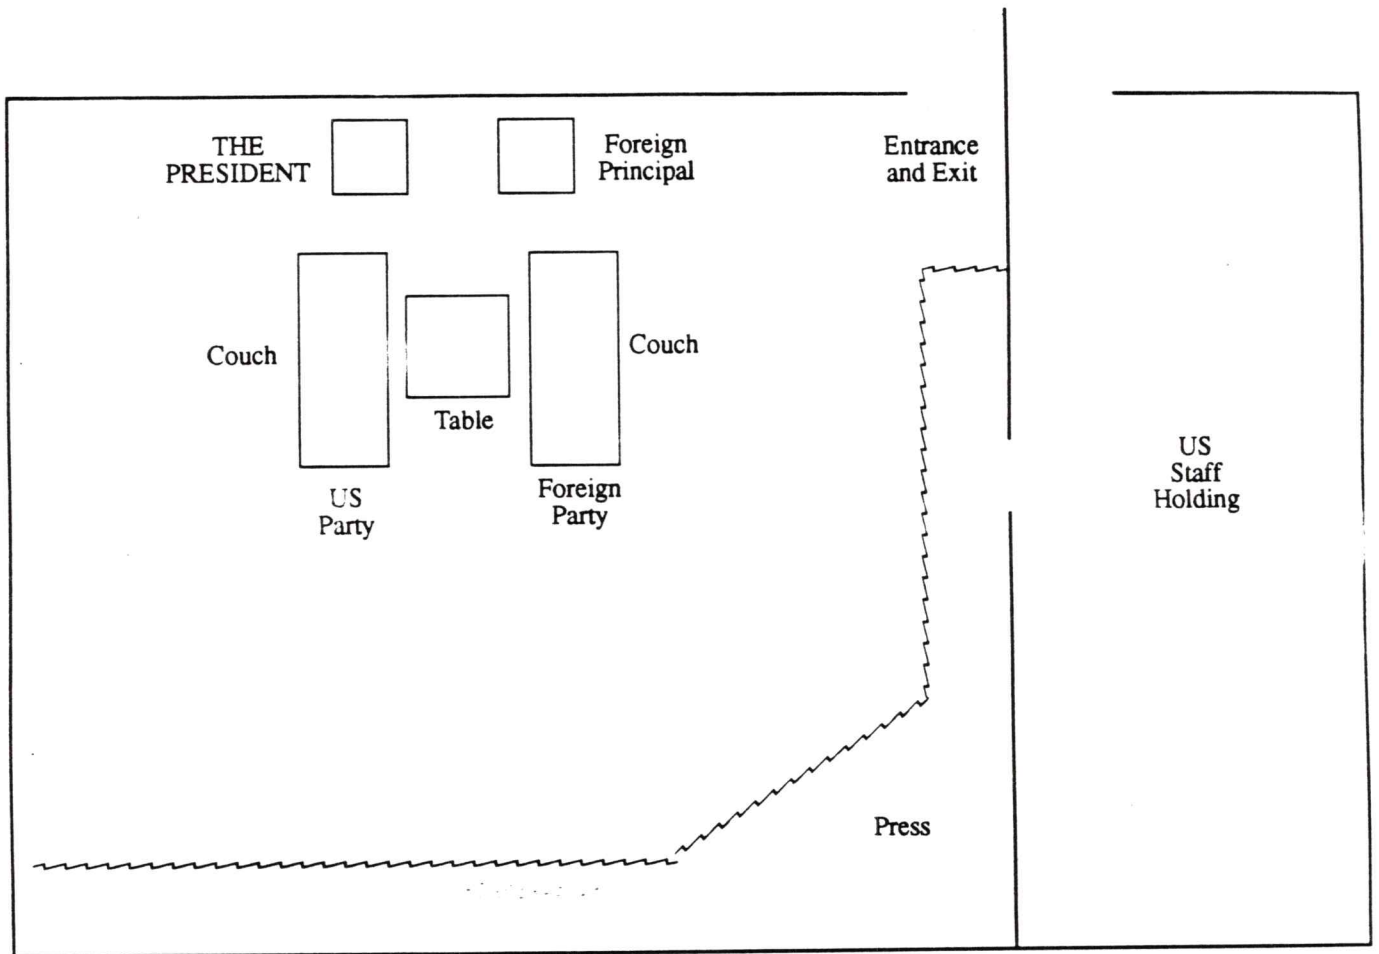 THE
PRESIDENT
Foreign
Principal
Entrance
and Exit
Couch
Couch
Table
US
Party
Foreign
Party
US
Staff
Holding
Press